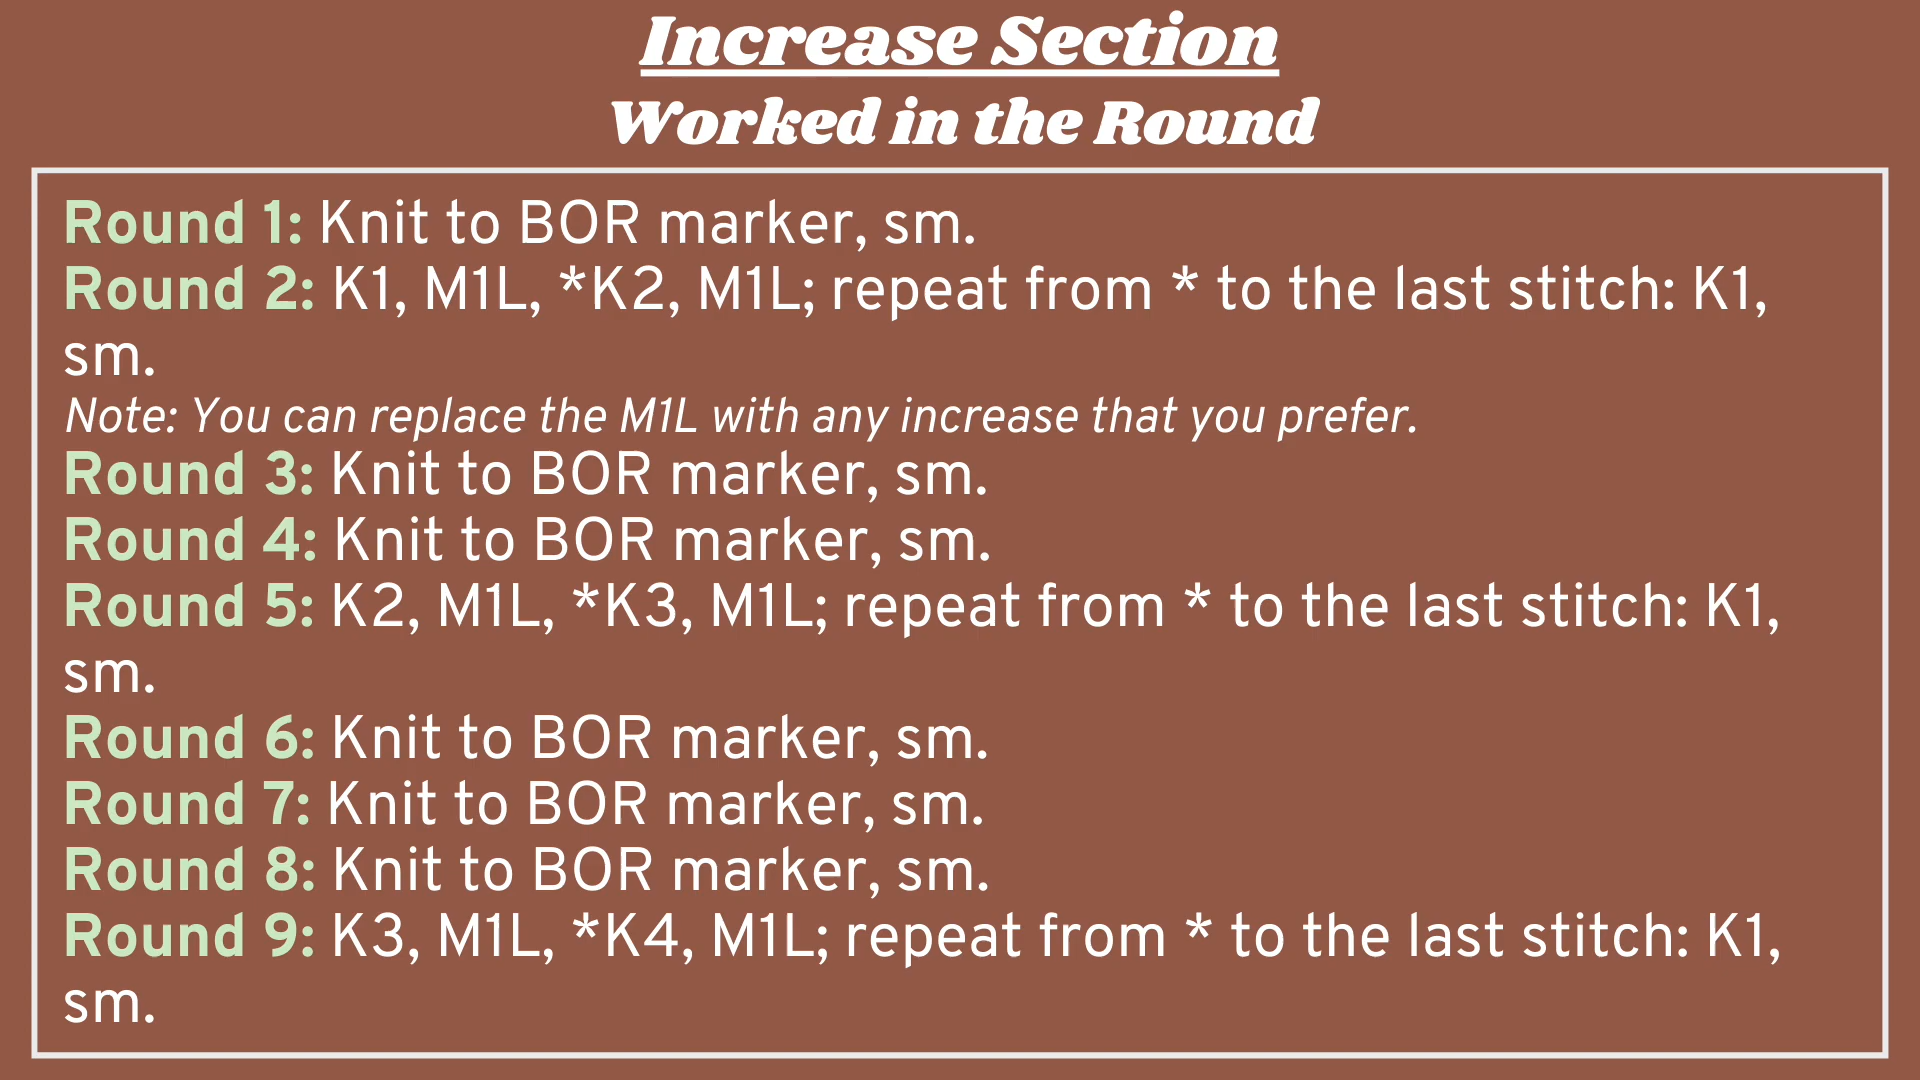 Increase Section
Worked in the Round
Round 1: Knit to BOR marker, sm.
Round 2: K1, M1L, *K2, M1L; repeat from * to the last stitch: K1,
sm.
Note: You can replace the M1L with any increase that you prefer.
Round 3: Knit to BOR marker, sm.
Round 4: Knit to BOR marker, sm.
Round 5: K2, M1L, *K3, M1L; repeat from * to the last stitch: K1,
sm.
Round 6: Knit to BOR marker, sm.
Round 7: Knit to BOR marker, sm.
Round 8: Knit to BOR marker, sm.
Round 9: K3, M1L, *K4, M1L; repeat from * to the last stitch: K1,
sm.